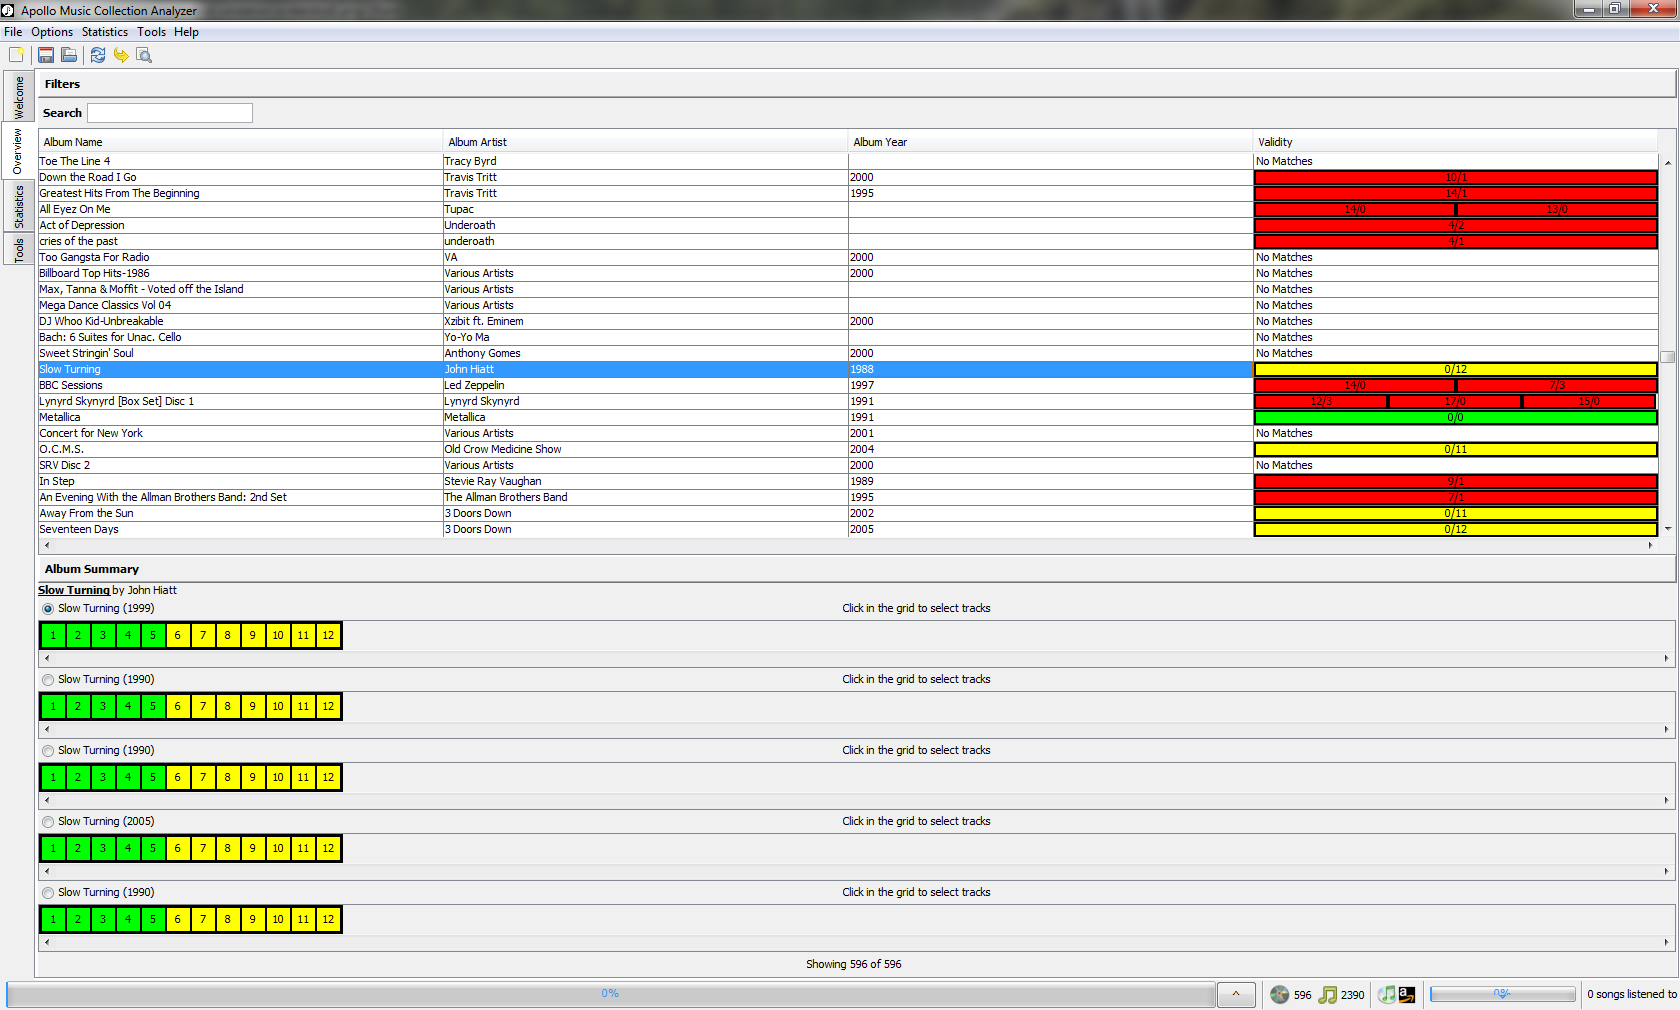 Apollo Music Collection Analyzer
File Options Statistics Tools Help
Welcome
Overview
Statistics
Tools
Filters
Search
Album Name Album Artist Album Year Validity
Toe The Line 4 Tracy Byrd No Matches
Down the Road I Go Travis Tritt 2000 10/1
Greatest Hits From The Beginning Travis Tritt 1995 14/1
All Eyez On Me Tupac 14/0 13/0
Act of Depression Underoath 4/2
cries of the past underoath 4/1
Too Gangsta For Radio VA 2000 No Matches
Billboard Top Hits-1986 Various Artists 2000 No Matches
Max, Tanna & Moffit - Voted off the Island Various Artists No Matches
Mega Dance Classics Vol 04 Various Artists No Matches
DJ Whoo Kid-Unbreakable Xzibit ft. Eminem 2000 No Matches
Bach: 6 Suites for Unac. Cello Yo-Yo Ma No Matches
Sweet Stringin' Soul Anthony Gomes 2000 No Matches
Slow Turning John Hiatt 1988 0/12
BBC Sessions Led Zeppelin 1997 14/0 7/3
Lynyrd Skynyrd [Box Set] Disc 1 Lynyrd Skynyrd 1991 12/3 17/0 15/0
Metallica Metallica 1991 0/0
Concert for New York Various Artists 2001 No Matches
O.C.M.S. Old Crow Medicine Show 2004 0/11
SRV Disc 2 Various Artists 2000 No Matches
In Step Stevie Ray Vaughan 1989 9/1
An Evening With the Allman Brothers Band: 2nd Set The Allman Brothers Band 1995 7/1
Away From the Sun 3 Doors Down 2002 0/11
Seventeen Days 3 Doors Down 2005 0/12
Album Summary
Slow Turning by John Hiatt
Slow Turning (1999) Click in the grid to select tracks
1 2 3 4 5 6 7 8 9 10 11 12
Slow Turning (1990) Click in the grid to select tracks
1 2 3 4 5 6 7 8 9 10 11 12
Slow Turning (1990) Click in the grid to select tracks
1 2 3 4 5 6 7 8 9 10 11 12
Slow Turning (2005) Click in the grid to select tracks
1 2 3 4 5 6 7 8 9 10 11 12
Slow Turning (1990) Click in the grid to select tracks
1 2 3 4 5 6 7 8 9 10 11 12
Showing 596 of 596
0% 596 2390 0% 0 songs listened to